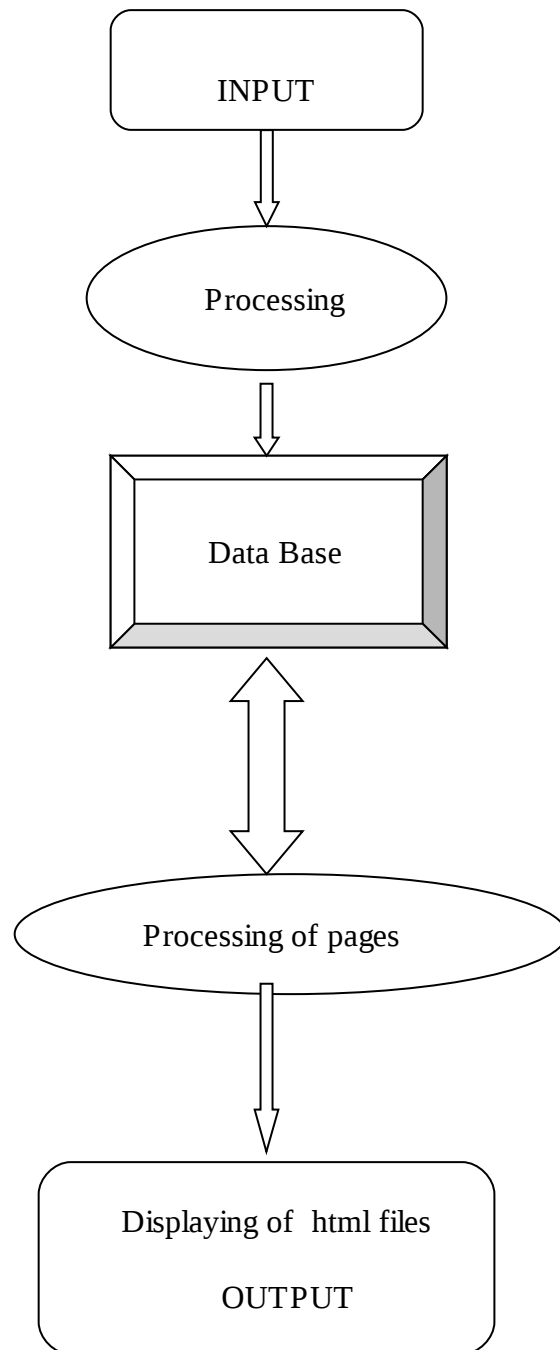 INPUT
Processing
Data Base
Processing of pages
Displaying of html files
OUTPUT